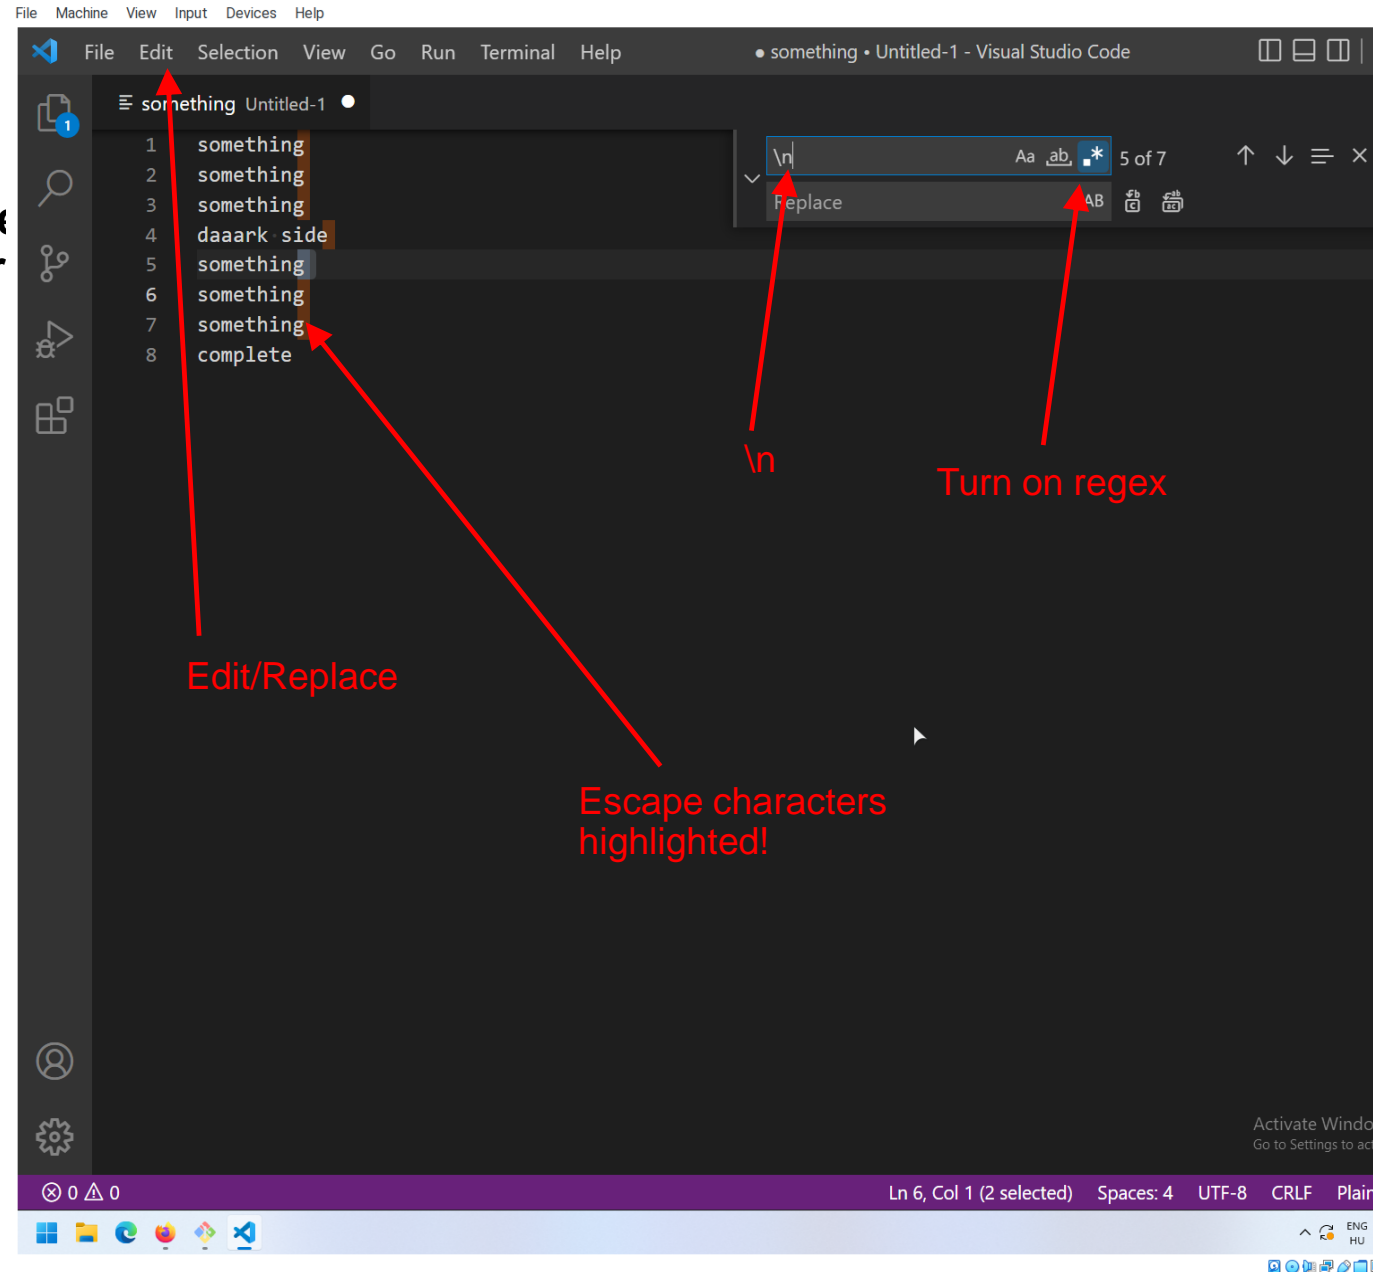 File Machine View Input Devices Help
File Edit Selection View Go Run Terminal Help ● something • Untitled-1 - Visual Studio Code
something Untitled-1 ●
1
1 something
2 something
3 something
4 daaark·side
5 something
6 something
7 something
8 complete
\n Aa ab 5 of 7
Replace AB
\n
Turn on regex
Edit/Replace
Escape characters
highlighted!
Activate Windo
Go to Settings to act
0 0 Ln 6, Col 1 (2 selected) Spaces: 4 UTF-8 CRLF Plain
ENG
HU